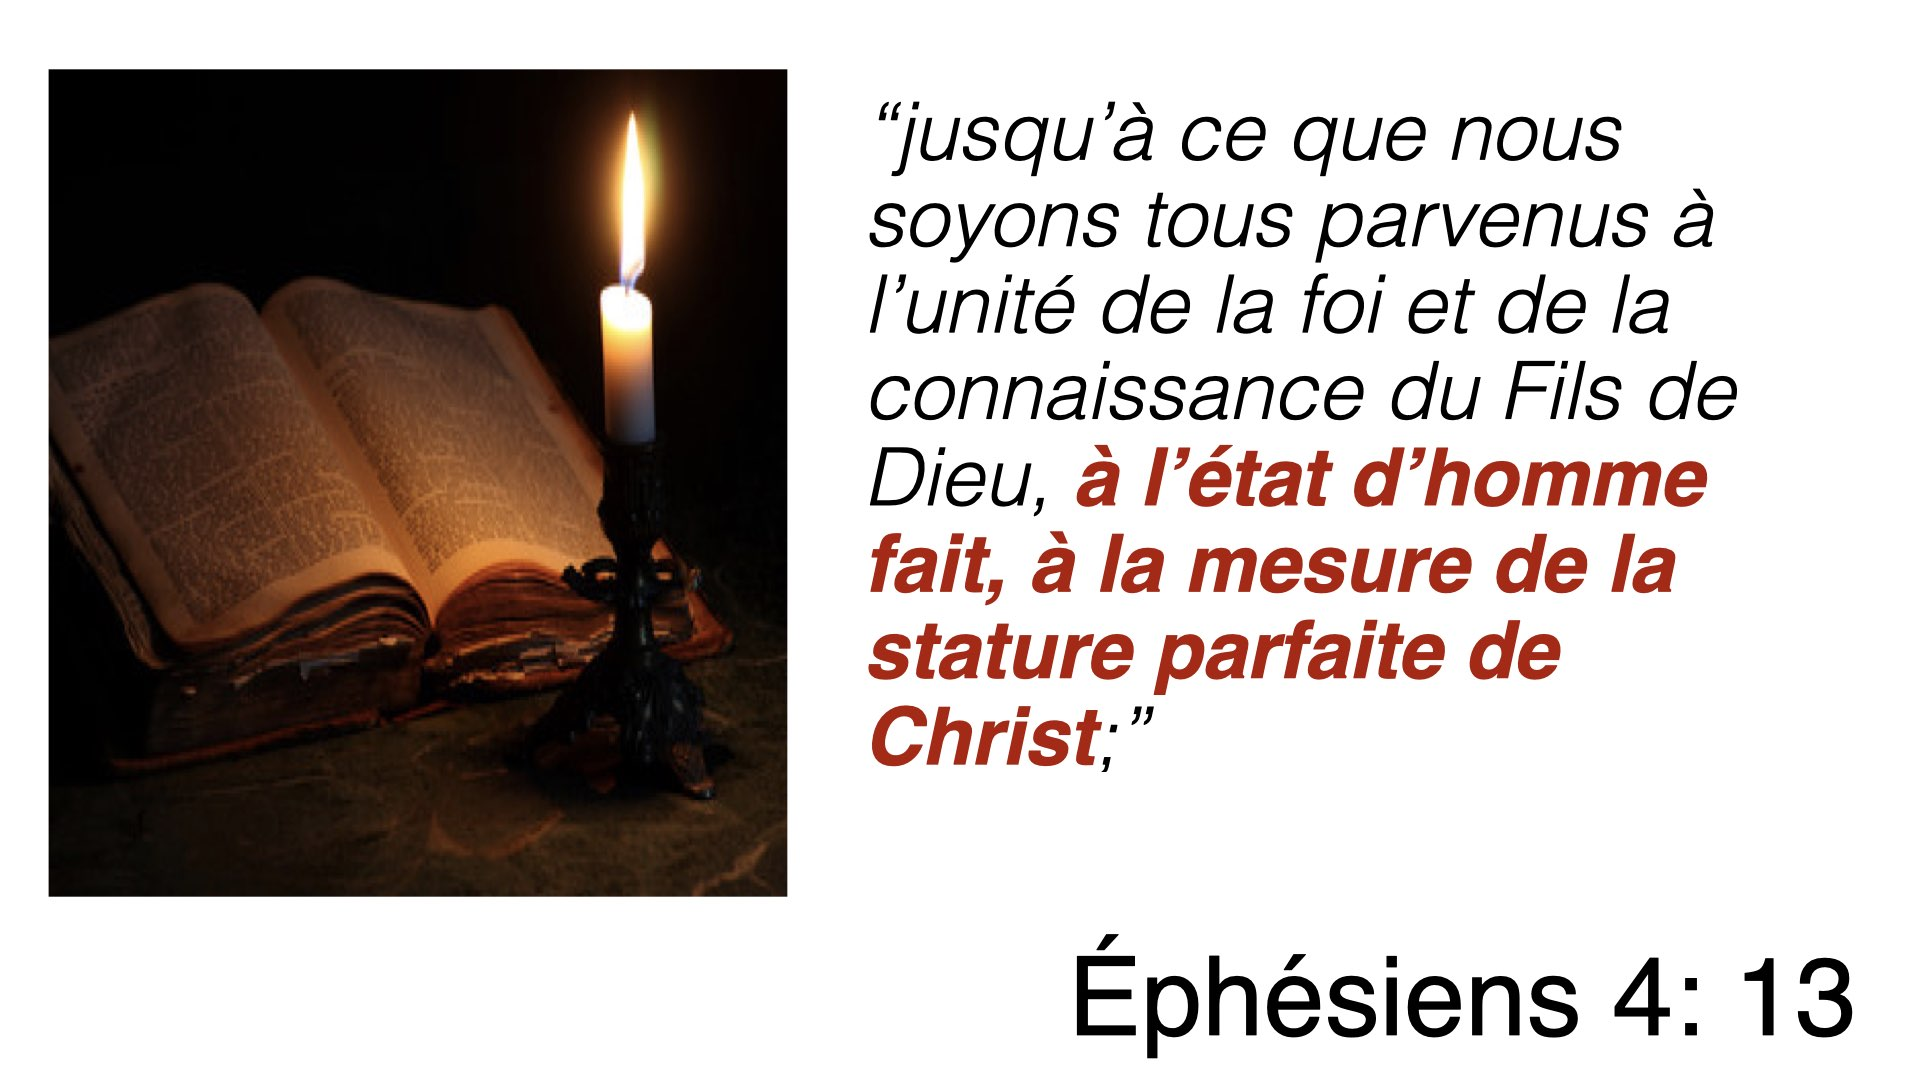 “jusqu’à ce que nous
soyons tous parvenus à
l’unité de la foi et de la
connaissance du Fils de
Dieu, à l’état d’homme
fait, à la mesure de la
stature parfaite de
Christ;”
Éphésiens 4: 13